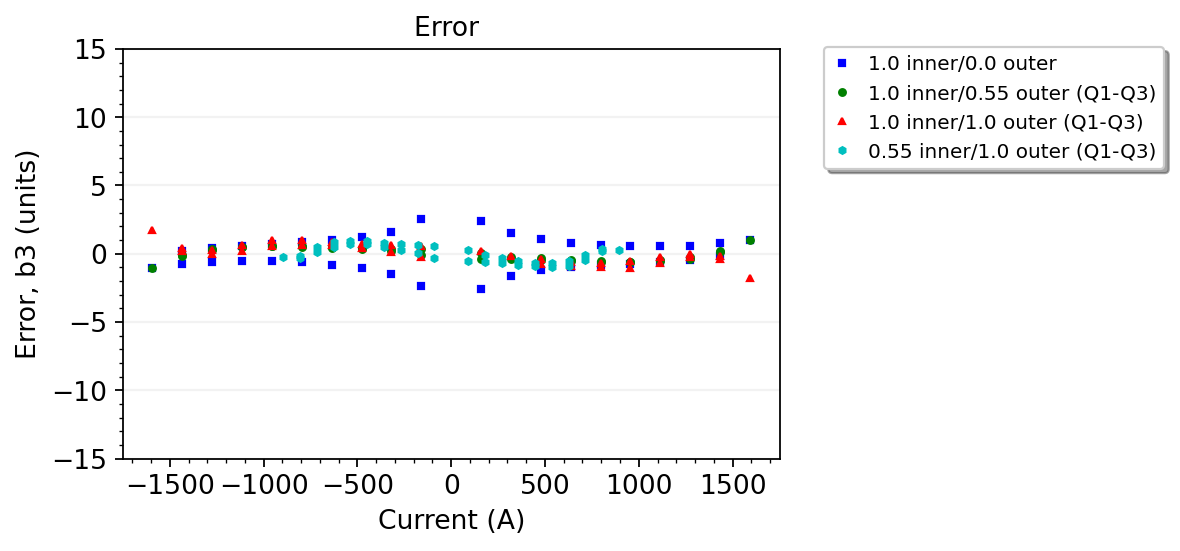 Error
15
10
5
0
−5
−10
−15
Error, b3 (units)
−1500 −1000 −500 0 500 1000 1500
Current (A)
1.0 inner/0.0 outer
1.0 inner/0.55 outer (Q1-Q3)
1.0 inner/1.0 outer (Q1-Q3)
0.55 inner/1.0 outer (Q1-Q3)